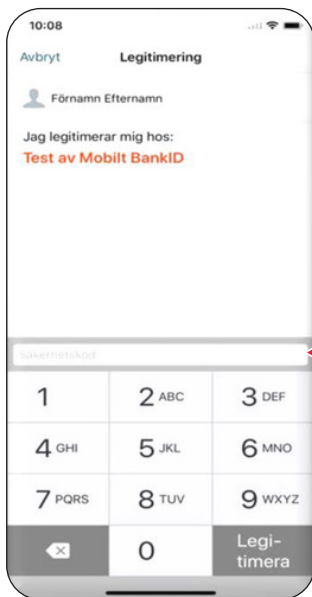 10:08
Avbryt Legitimering
Förnamn Efternamn
Jag legitimerar mig hos:
Test av Mobilt BankID
Säkerhetskod
1 2 ABC 3 DEF
4 GHI 5 JKL 6 MNO
7 PQRS 8 TUV 9 WXYZ
0 Legi-
timera